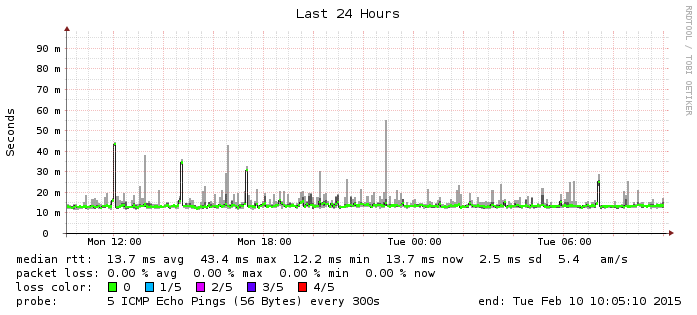 Last 24 Hours
RRDTOOL / TOBI OETIKER
Seconds
90 m
80 m
70 m
60 m
50 m
40 m
30 m
20 m
10 m
0
Mon 12:00 Mon 18:00 Tue 00:00 Tue 06:00
median rtt: 13.7 ms avg 43.4 ms max 12.2 ms min 13.7 ms now 2.5 ms sd 5.4 am/s
packet loss: 0.00 % avg 0.00 % max 0.00 % min 0.00 % now
loss color: 0 1/5 2/5 3/5 4/5
probe: 5 ICMP Echo Pings (56 Bytes) every 300s end: Tue Feb 10 10:05:10 2015